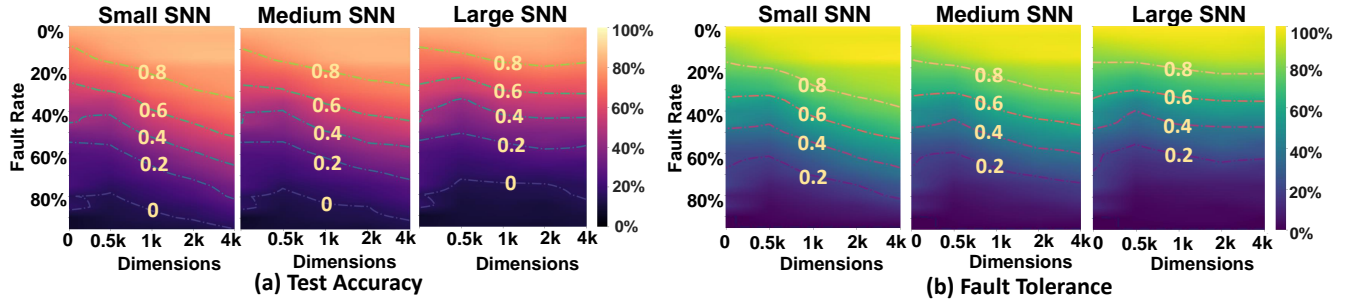 Small SNN Medium SNN Large SNN
Fault Rate
0%
20%
40%
60%
80%
0.8 0.6 0.4 0.2 0
0.8 0.6 0.4 0.2 0
0.8 0.6 0.4 0.2 0
100%
80%
60%
40%
20%
0%
0 0.5k 1k 2k 4k 0.5k 1k 2k 4k 0.5k 1k 2k 4k
Dimensions Dimensions Dimensions
(a) Test Accuracy
Small SNN Medium SNN Large SNN
Fault Rate
0%
20%
40%
60%
80%
0.8 0.6 0.4 0.2
0.8 0.6 0.4 0.2
0.8 0.6 0.4 0.2
100%
80%
60%
40%
20%
0%
0 0.5k 1k 2k 4k 0.5k 1k 2k 4k 0.5k 1k 2k 4k
Dimensions Dimensions Dimensions
(b) Fault Tolerance